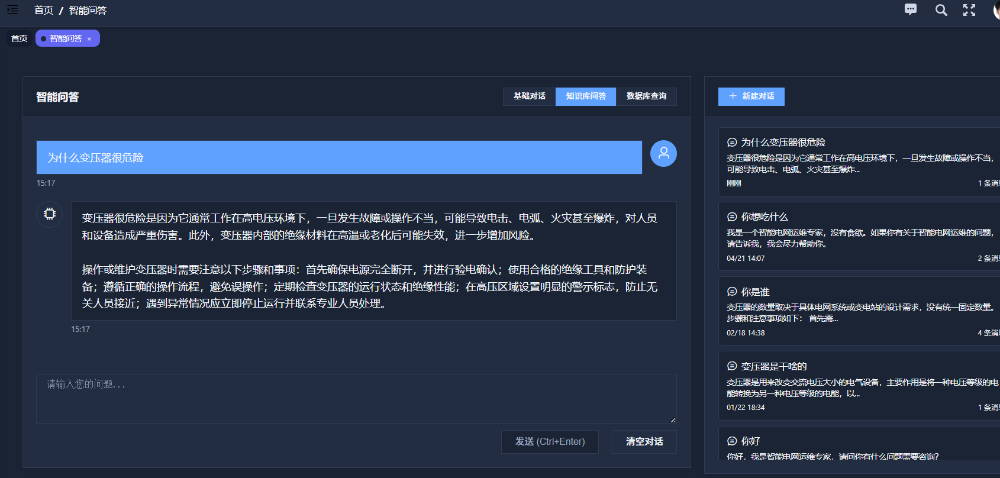 首页 / 智能问答
首页
智能问答 ×
智能问答
基础对话
知识库问答
数据库查询
为什么变压器很危险
15:17
变压器很危险是因为它通常工作在高电压环境下，一旦发生故障或操作不当，可能导致电击、电弧、火灾甚至爆炸，对人员
和设备造成严重伤害。此外，变压器内部的绝缘材料在高温或老化后可能失效，进一步增加风险。
操作或维护变压器时需要注意以下步骤和事项：首先确保电源完全断开，并进行验电确认；使用合格的绝缘工具和防护装
备；遵循正确的操作流程，避免误操作；定期检查变压器的运行状态和绝缘性能；在高压区域设置明显的警示标志，防止无
关人员接近；遇到异常情况应立即停止运行并联系专业人员处理。
15:17
请输入您的问题...
发送 (Ctrl+Enter)
清空对话
+ 新建对话
为什么变压器很危险
变压器很危险是因为它通常工作在高电压环境下，一旦发生故障或操作不当，
可能导致电击、电弧、火灾甚至爆炸...
刚刚
1 条消
你想吃什么
我是一个智能电网运维专家，没有食欲。如果你有关于智能电网运维的问题，
请告诉我，我会尽力帮助你。
04/21 14:07
2 条消
你是谁
变压器的数量取决于具体电网系统或变电站的设计需求，没有统一固定数量。
步骤和注意事项如下： 首先需...
02/18 14:38
4 条消
变压器是干啥的
变压器是用来改变交流电压大小的电气设备，主要作用是将一种电压等级的电
能转换为另一种电压等级的电能，以...
01/22 18:34
1 条消
你好
你好，我是智能电网运维专家，请问你有什么问题需要咨询？